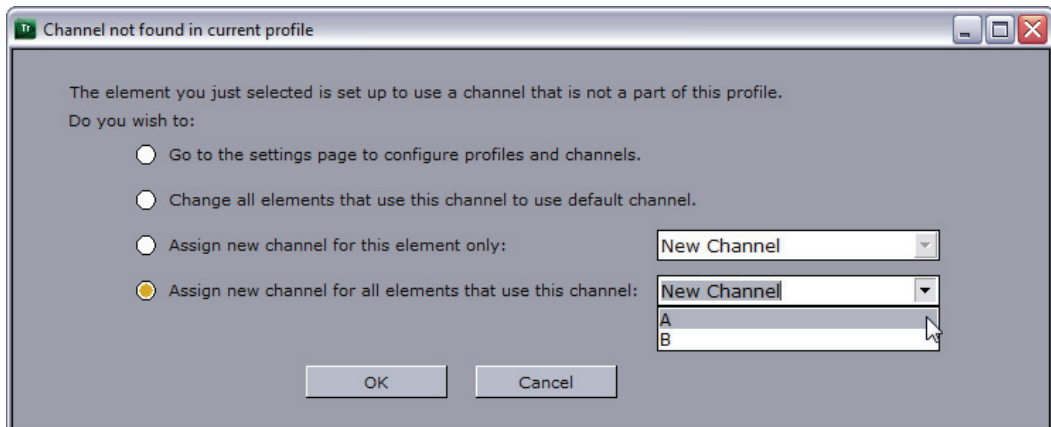 Tr Channel not found in current profile
The element you just selected is set up to use a channel that is not a part of this profile.
Do you wish to:
Go to the settings page to configure profiles and channels.
Change all elements that use this channel to use default channel.
Assign new channel for this element only: New Channel
Assign new channel for all elements that use this channel: New Channel
A
B
OK Cancel